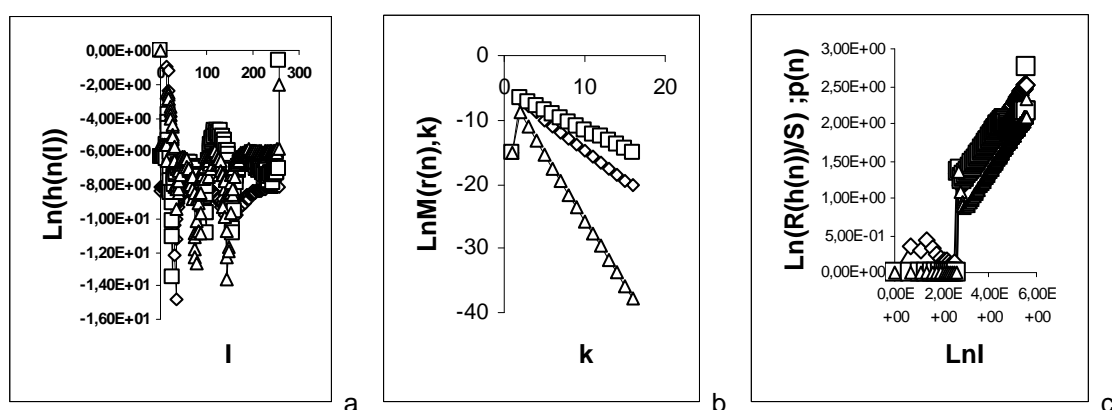 0,00E+00
-2,00E+00
-4,00E+00
-6,00E+00
-8,00E+00
-1,00E+01
-1,20E+01
-1,40E+01
-1,60E+01
0 100 200 300
Ln(h(n(I))
I
a
0
-10
-20
-30
-40
0 10 20
LnM(r(n),k)
k
b
3,00E+00
2,50E+00
2,00E+00
1,50E+00
1,00E+00
5,00E-01
0,00E+00
0,00E 2,00E 4,00E 6,00E
+00 +00 +00 +00
Ln(R(h(n))/S) ;p(n)
LnI
c